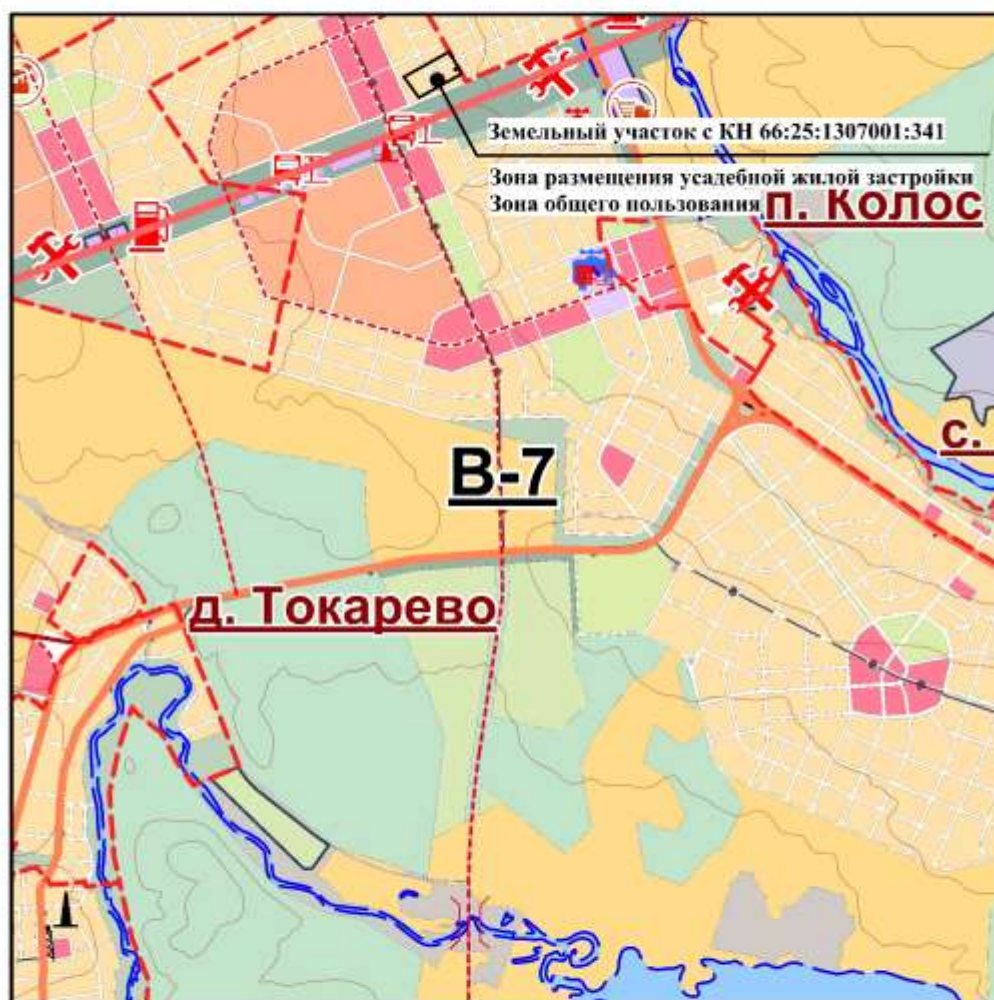 Земельный участок с КН 66:25:1307001:341
Зона размещения усадебной жилой застройки
Зона общего пользования
п. Колос
с.
В-7
д. Токарево